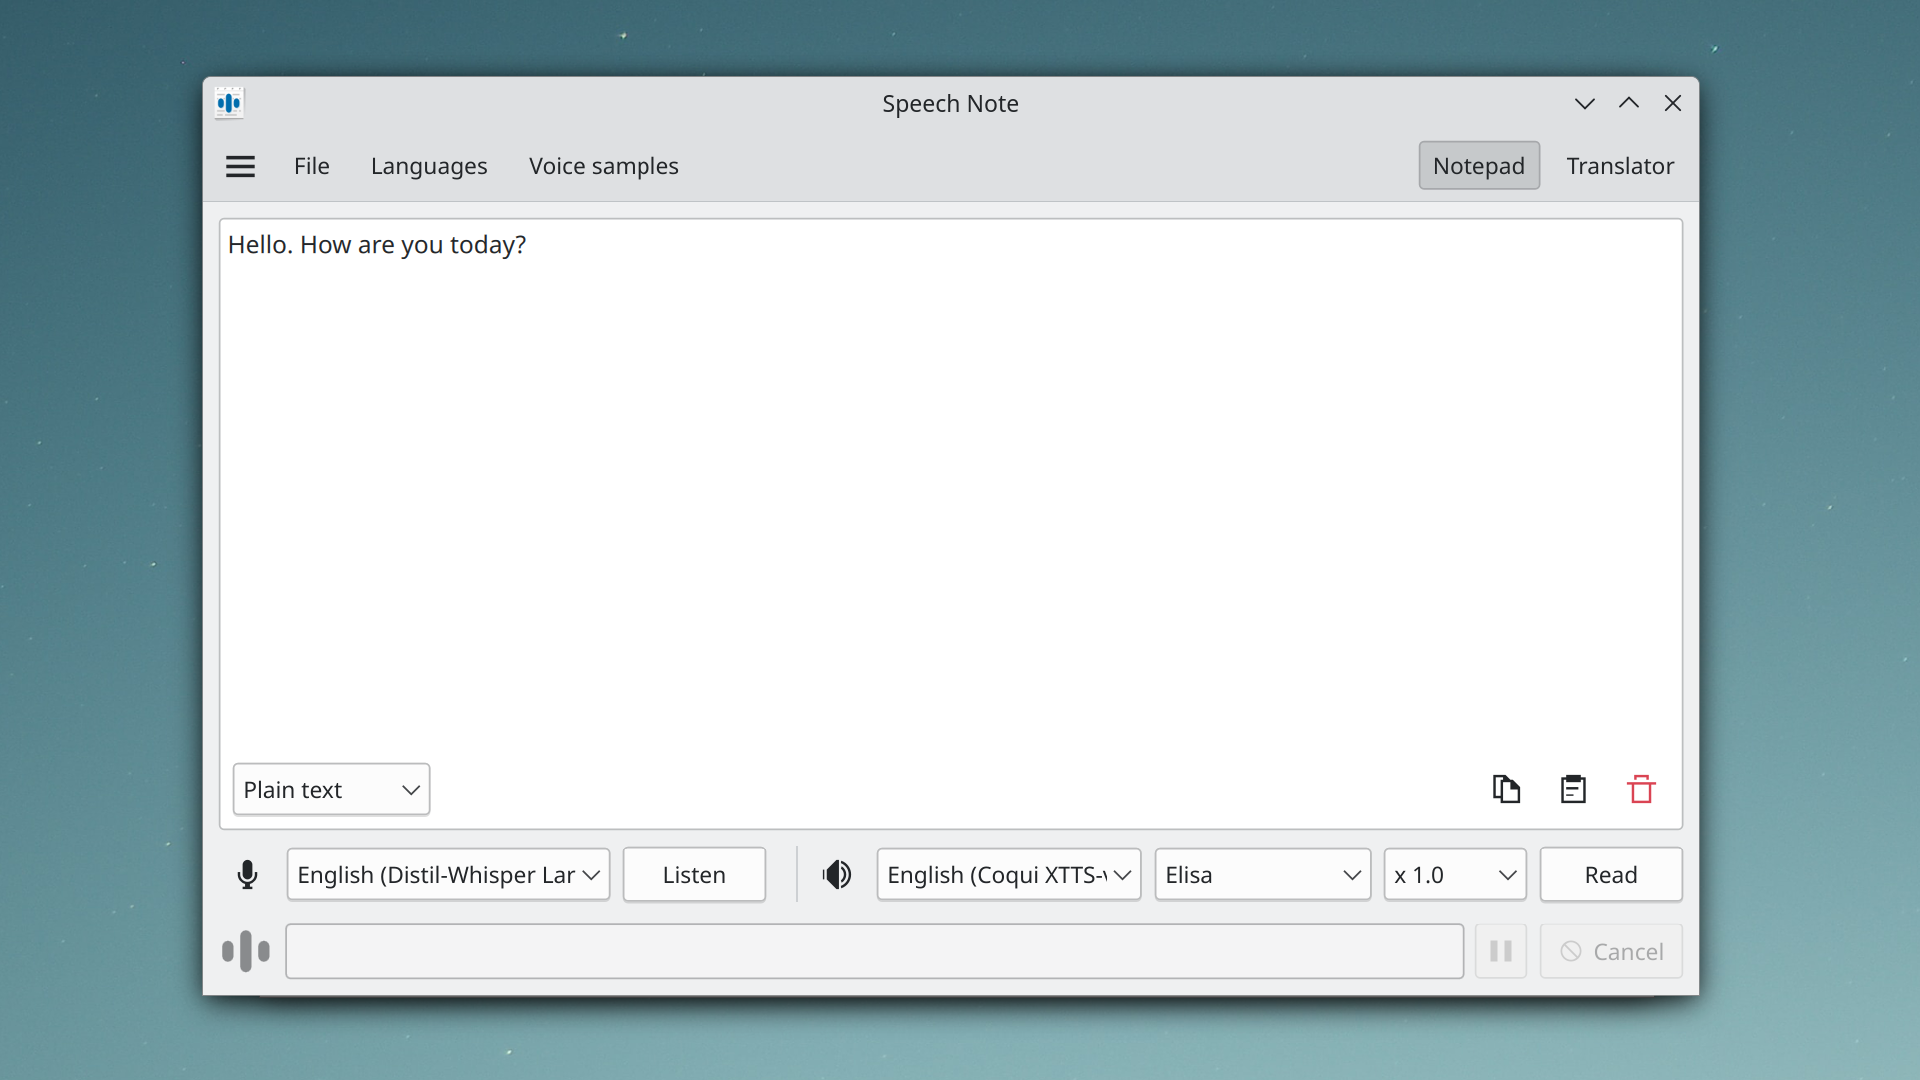 Speech Note
File Languages Voice samples Notepad Translator
Hello. How are you today?
Plain text
English (Distil-Whisper Lar Listen English (Coqui XTTS- Elisa x 1.0 Read
Cancel